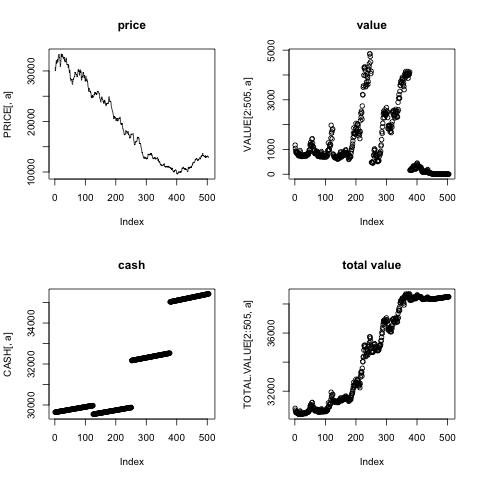 price
PRICE[, a]
10000 20000 30000
0 100 200 300 400 500
Index
value
VALUE[2:505, a]
0 1000 3000 5000
0 100 200 300 400 500
Index
cash
CASH[, a]
30000 32000 34000
0 100 200 300 400 500
Index
total value
TOTAL.VALUE[2:505, a]
32000 36000
0 100 200 300 400 500
Index